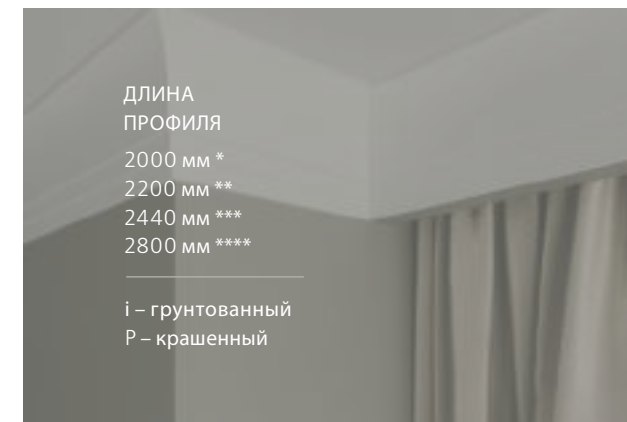 ДЛИНА
ПРОФИЛЯ
2000 мм *
2200 мм **
2440 мм ***
2800 мм ****
i – грунтованный
P – крашенный